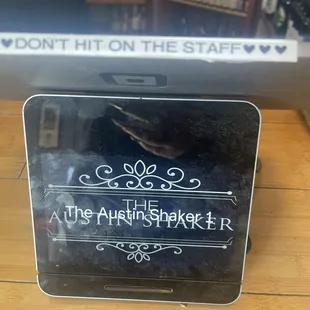 ♥DON'T HIT ON THE STAFF♥♥♥
THE
AUSTIN SHAKER
The Austin Shaker 1